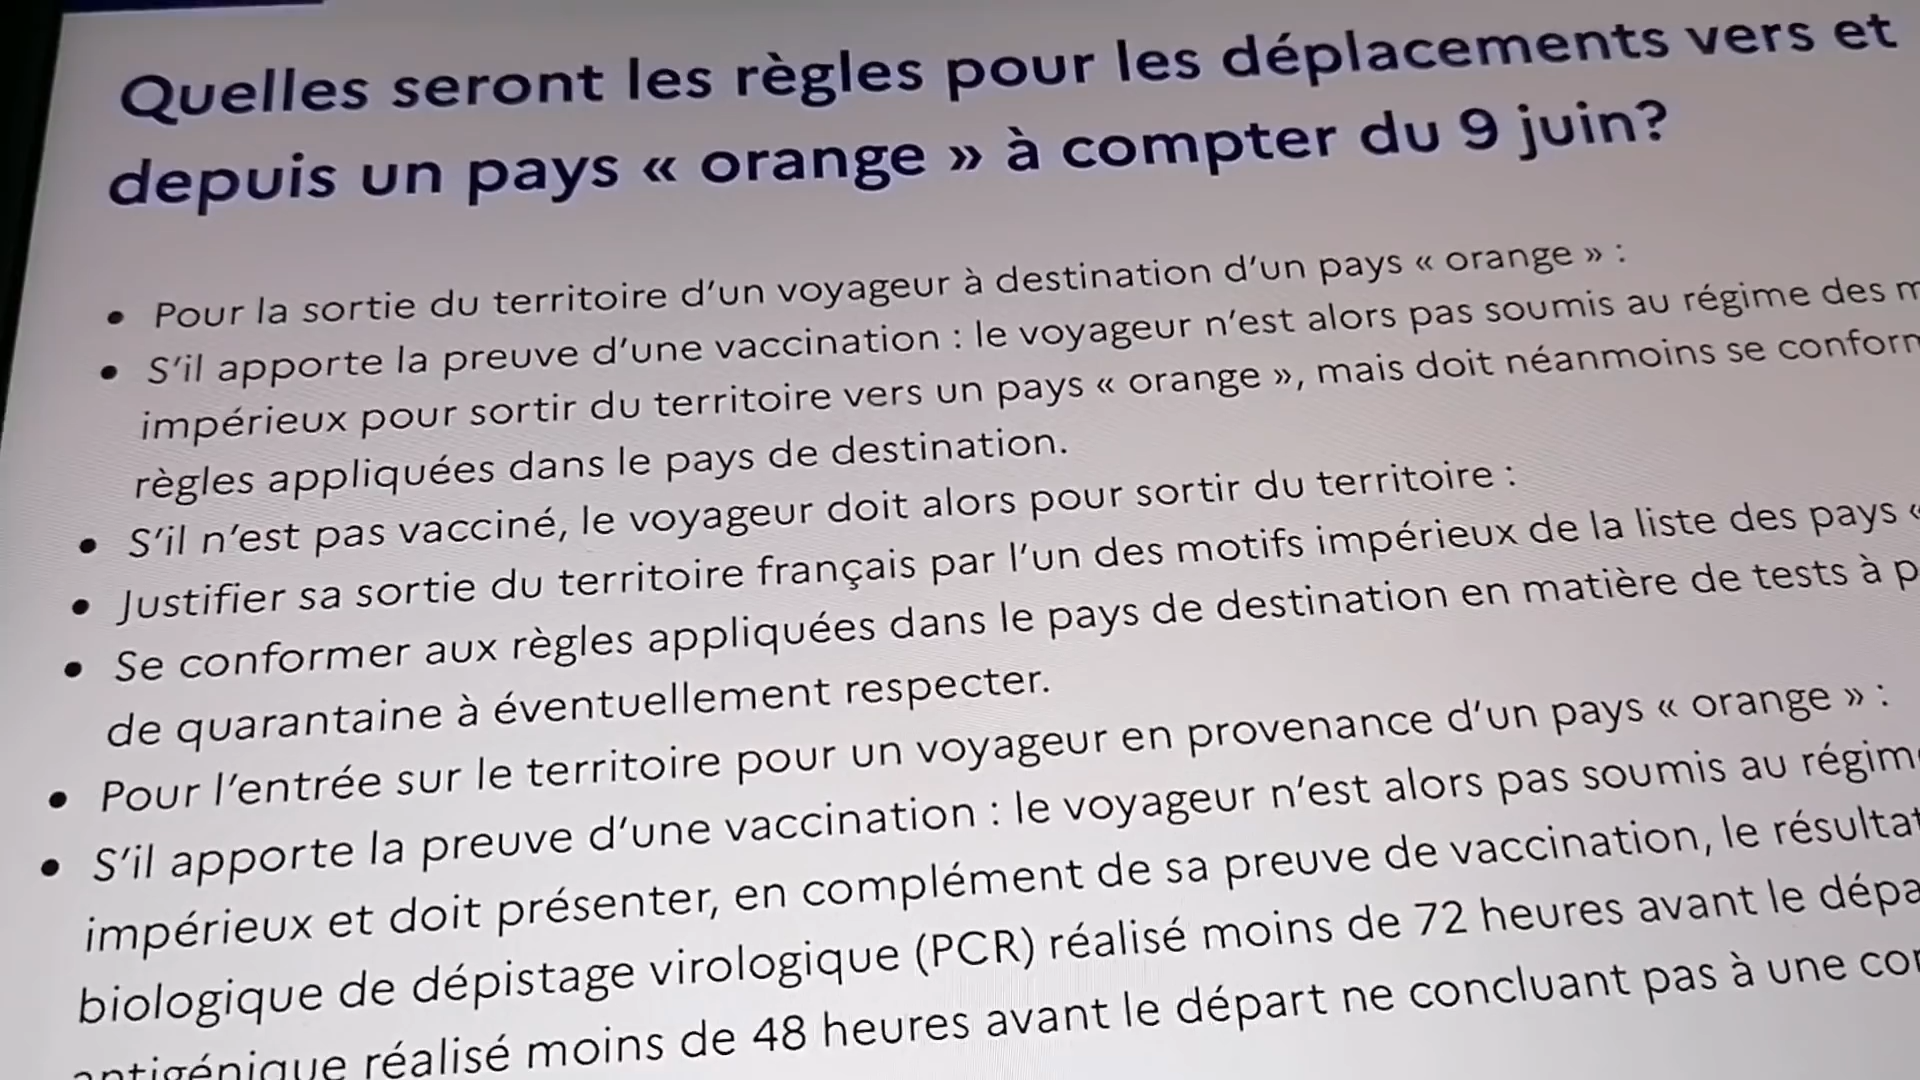 Quelles seront les règles pour les déplacements vers et
depuis un pays « orange » à compter du 9 juin?
• Pour la sortie du territoire d'un voyageur à destination d'un pays « orange » :
• S'il apporte la preuve d'une vaccination : le voyageur n'est alors pas soumis au régime des
impérieux pour sortir du territoire vers un pays « orange », mais doit néanmoins se
règles appliquées dans le pays de destination.
• S'il n'est pas vacciné, le voyageur doit alors pour sortir du territoire :
• Justifier sa sortie du territoire français par l'un des motifs impérieux de la liste des pays «
• Se conformer aux règles appliquées dans le pays de destination en matière de tests à
de quarantaine à éventuellement respecter.
• Pour l'entrée sur le territoire pour un voyageur en provenance d'un pays « orange » :
• S'il apporte la preuve d'une vaccination : le voyageur n'est alors pas soumis au
impérieux et doit présenter, en complément de sa preuve de vaccination, le résultat
biologique de dépistage virologique (PCR) réalisé moins de 72 heures avant le
antigénique réalisé moins de 48 heures avant le départ ne concluant pas à une